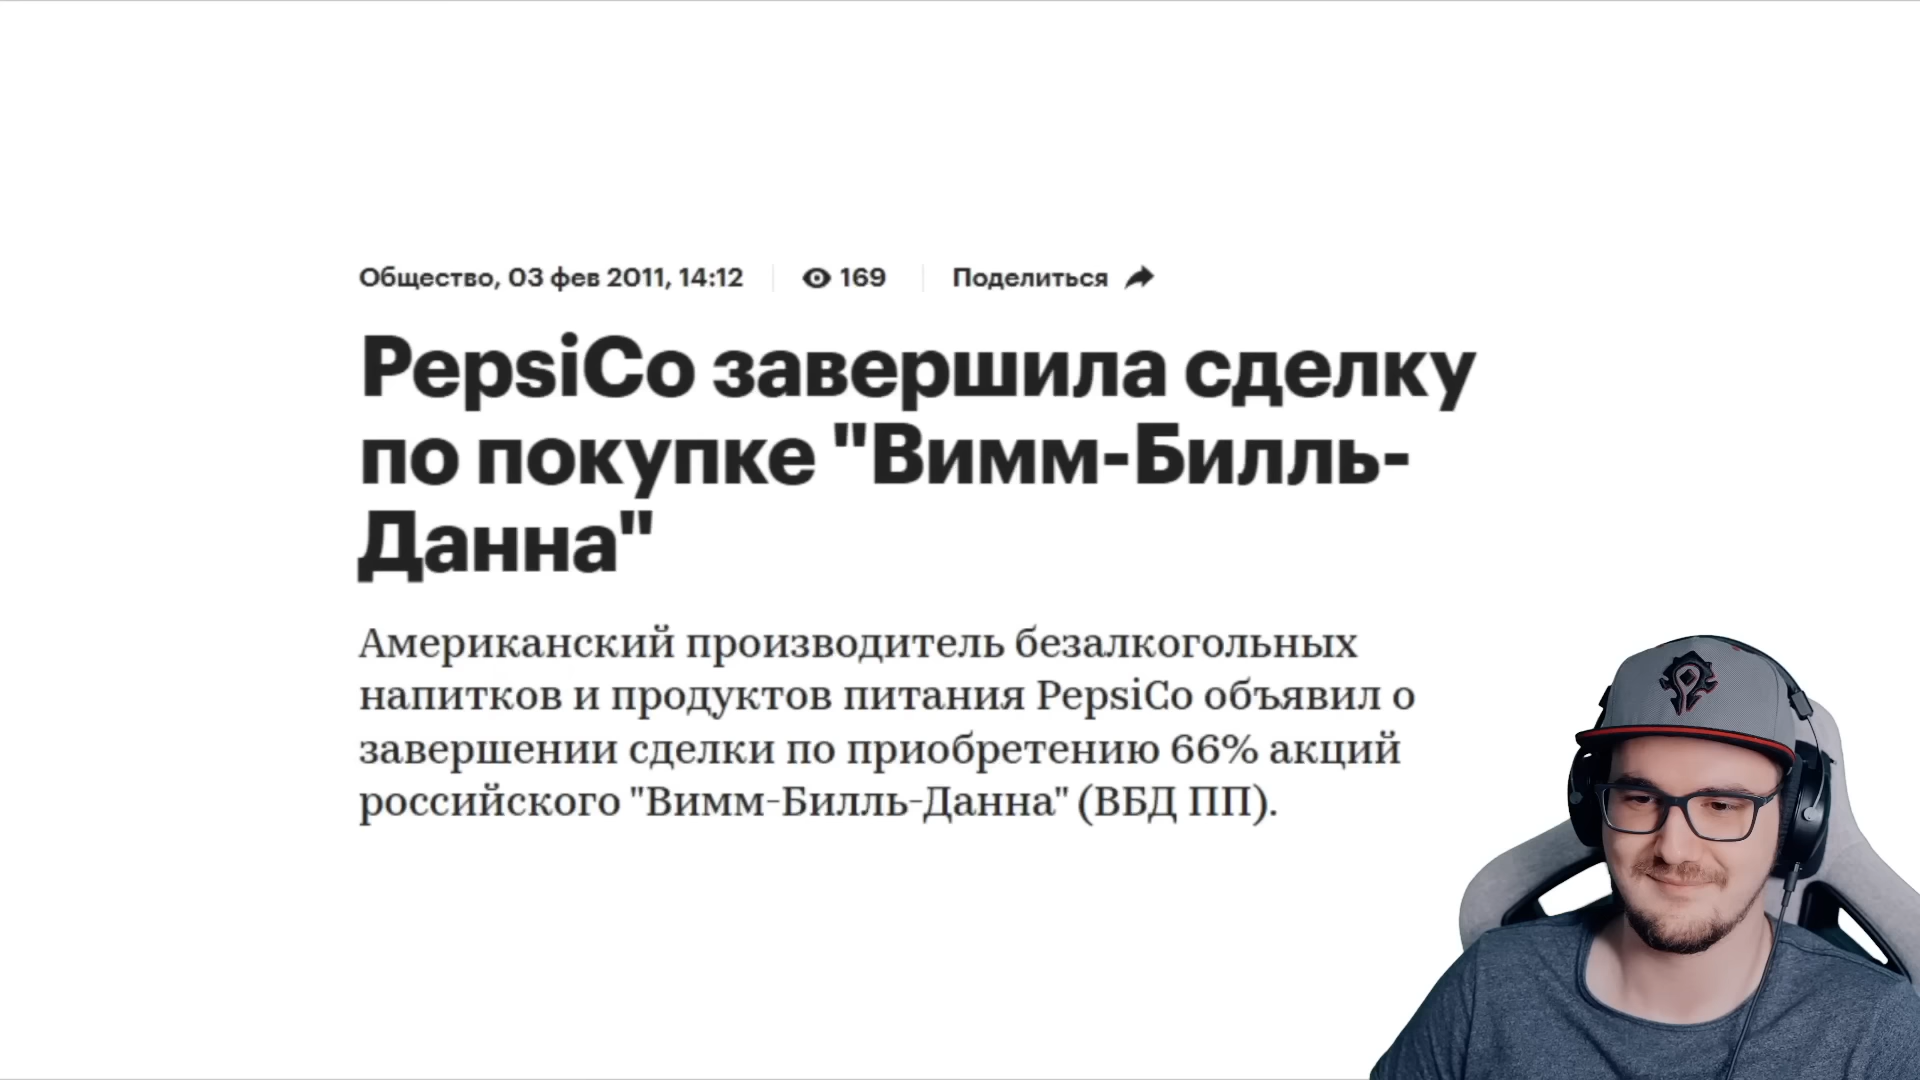 Общество, 03 фев 2011, 14:12 169 Поделиться
PepsiCo завершила сделку
по покупке "Вимм-Билль-
Данна"
Американский производитель безалкогольных
напитков и продуктов питания PepsiCo объявил о
завершении сделки по приобретению 66% акций
российского "Вимм-Билль-Данна" (ВБД ПП).